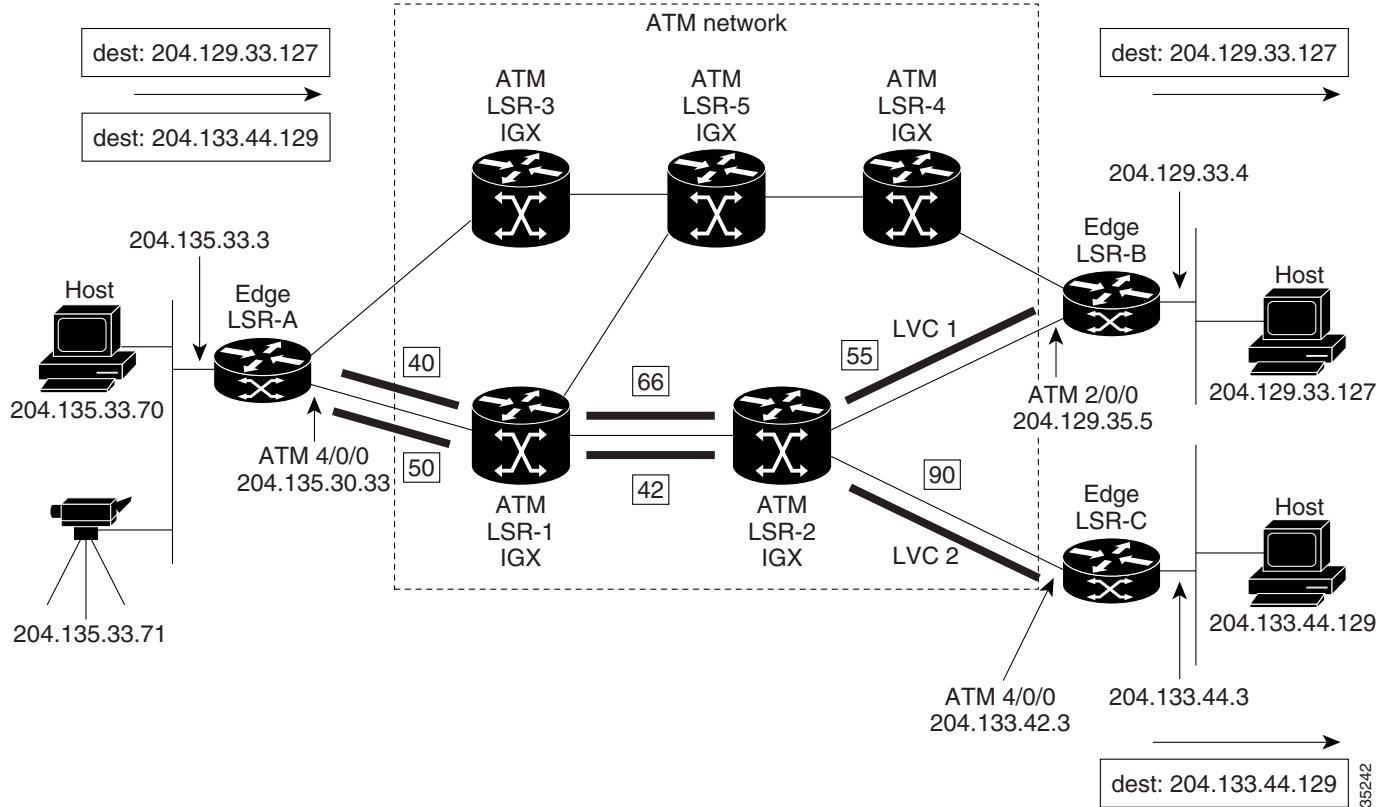 ATM network
dest: 204.129.33.127
dest: 204.133.44.129
dest: 204.129.33.127
ATM
LSR-3
IGX
ATM
LSR-5
IGX
ATM
LSR-4
IGX
204.129.33.4
204.135.33.3
Edge
LSR-B
Host
Edge
LSR-A
Host
LVC 1
40
66
55
204.135.33.70
ATM 2/0/0
204.129.35.5
204.129.33.127
ATM 4/0/0
204.135.30.33
50
42
90
ATM
LSR-1
IGX
ATM
LSR-2
IGX
Edge
LSR-C
Host
LVC 2
204.135.33.71
204.133.44.129
ATM 4/0/0
204.133.42.3
204.133.44.3
dest: 204.133.44.129
35242